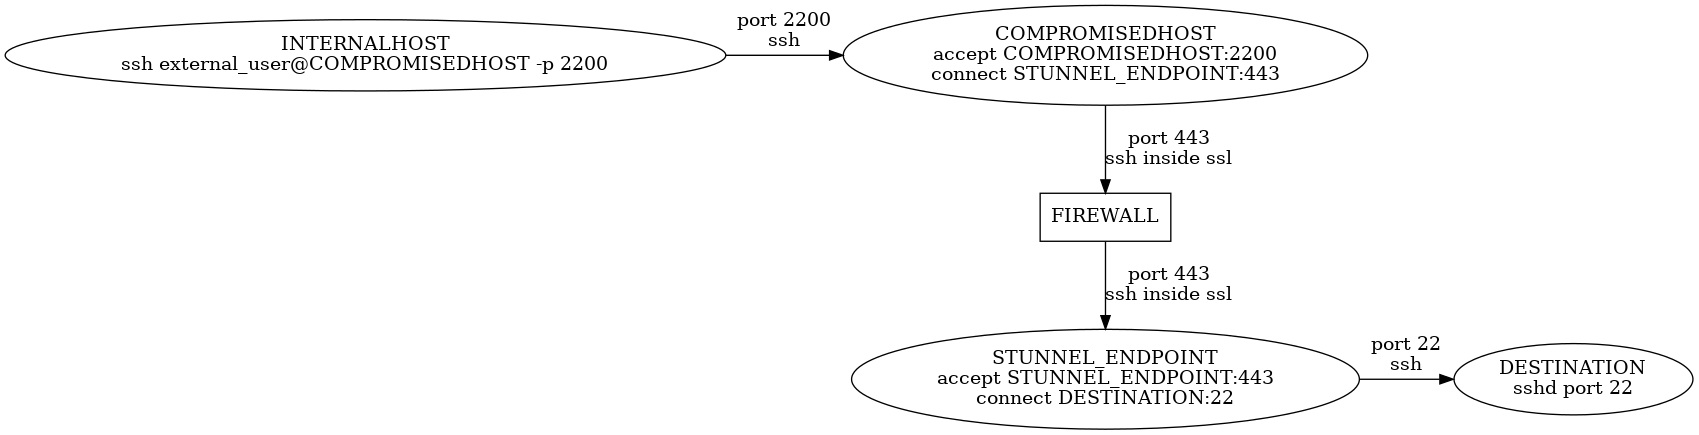 INTERNALHOST
ssh external_user@COMPROMISEDHOST -p 2200
port 2200
ssh
COMPROMISEDHOST
accept COMPROMISEDHOST:2200
connect STUNNEL_ENDPOINT:443
port 443
ssh inside ssl
FIREWALL
port 443
ssh inside ssl
STUNNEL_ENDPOINT
accept STUNNEL_ENDPOINT:443
connect DESTINATION:22
port 22
ssh
DESTINATION
sshd port 22